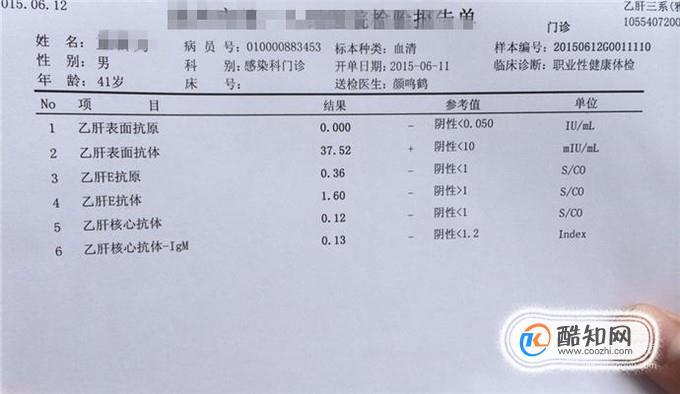 015.06.12
检验报告单
乙肝三系(雅
门诊
1055407200
姓 名:
病 员 号:010000883453
标本种类:血清
样本编号:20150612G0011110
性 别: 男
科 别:感染科门诊
开单日期:2015-06-11
临床诊断: 职业性健康体检
年 龄: 41岁
床 号:
送检医生:颜鸣鹤
No 项 目 结果 参考值 单位
1 乙肝表面抗原 0.000 - 阴性<0.050 IU/mL
2 乙肝表面抗体 37.52 + 阴性<10 mIU/mL
3 乙肝E抗原 0.36 - 阴性<1 S/CO
4 乙肝E抗体 1.60 - 阴性>1 S/CO
5 乙肝核心抗体 0.12 - 阴性<1 S/CO
6 乙肝核心抗体-IgM 0.13 - 阴性<1.2 Index
酷知网
www.coozhi.com